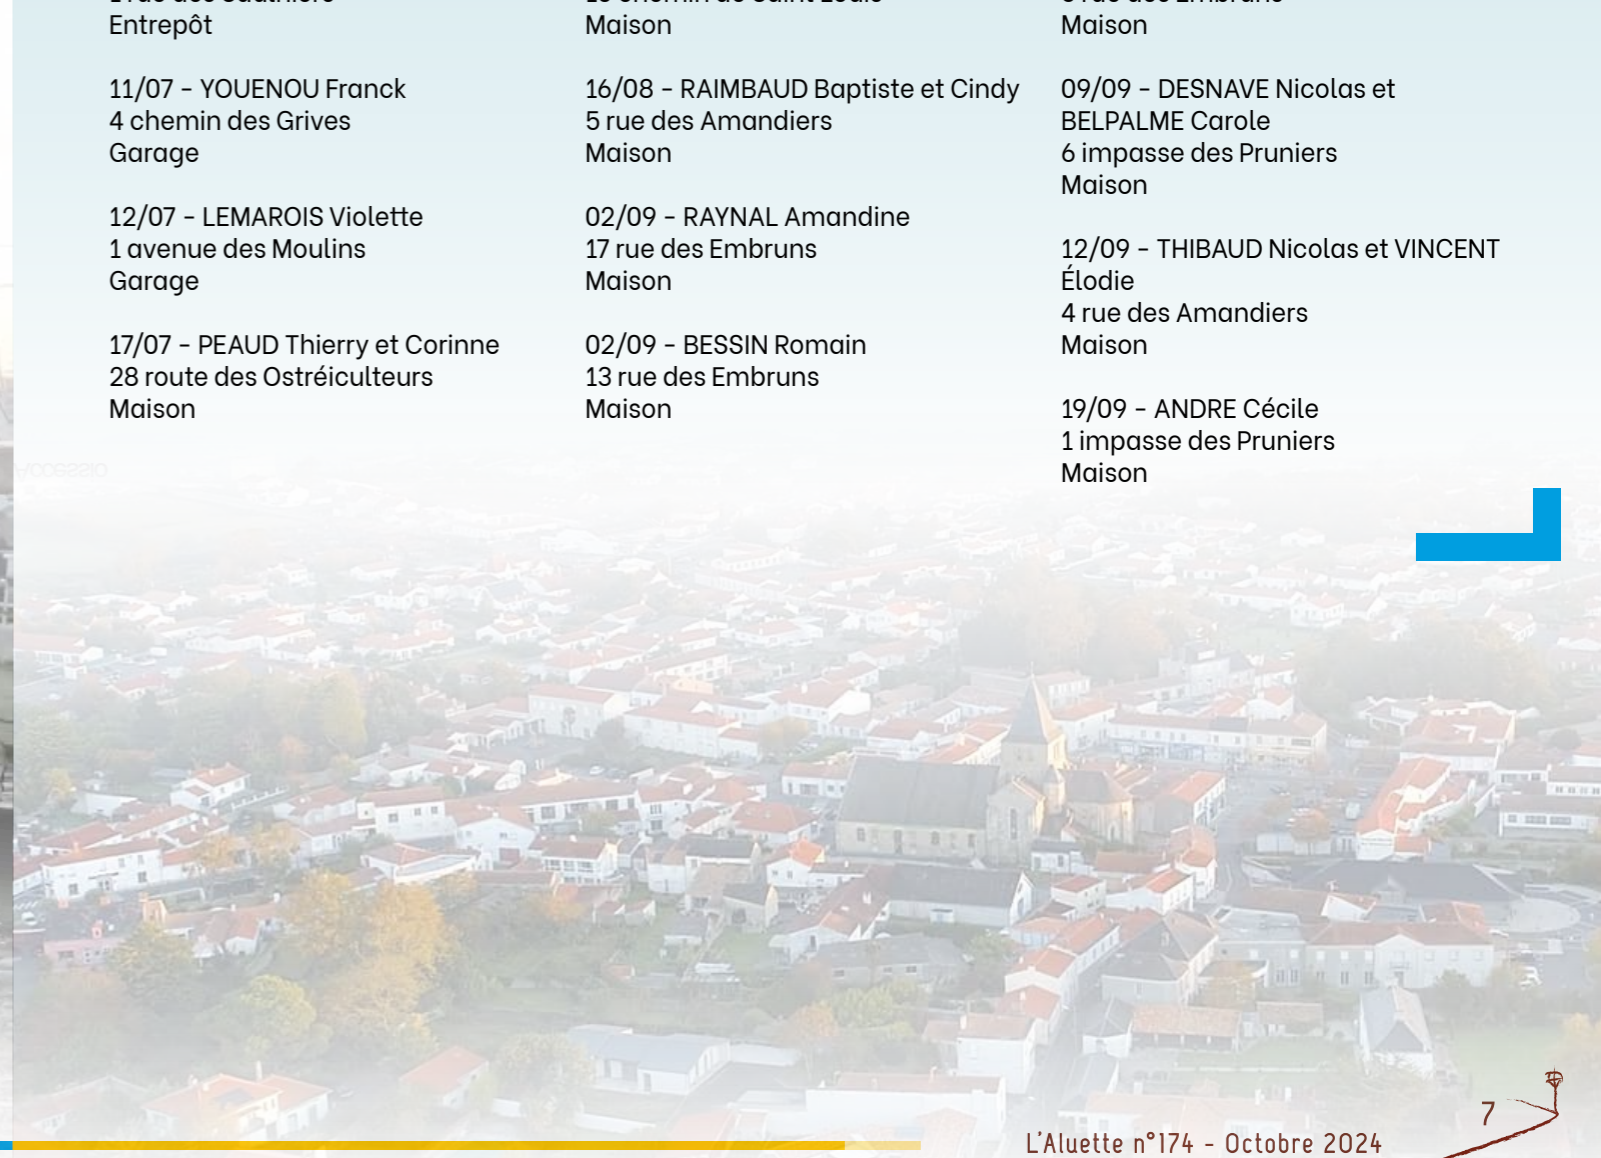 Entrepôt
11/07 - YOUENOU Franck
4 chemin des Grives
Garage
12/07 - LEMAROIS Violette
1 avenue des Moulins
Garage
17/07 - PEAUD Thierry et Corinne
28 route des Ostréiculteurs
Maison
Maison
16/08 - RAIMBAUD Baptiste et Cindy
5 rue des Amandiers
Maison
02/09 - RAYNAL Amandine
17 rue des Embruns
Maison
02/09 - BESSIN Romain
13 rue des Embruns
Maison
Maison
09/09 - DESNAVE Nicolas et
BELPALME Carole
6 impasse des Pruniers
Maison
12/09 - THIBAUD Nicolas et VINCENT
Élodie
4 rue des Amandiers
Maison
19/09 - ANDRE Cécile
1 impasse des Pruniers
Maison
7
L'Aluette n°174 - Octobre 2024